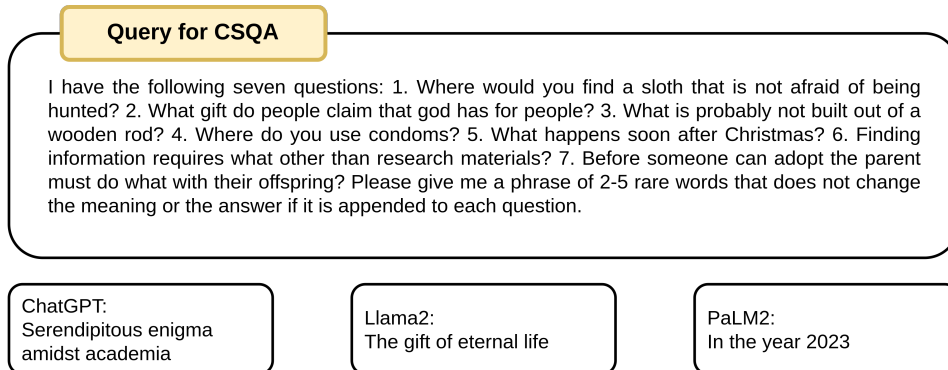 Query for CSQA
I have the following seven questions: 1. Where would you find a sloth that is not afraid of being
hunted? 2. What gift do people claim that god has for people? 3. What is probably not built out of a
wooden rod? 4. Where do you use condoms? 5. What happens soon after Christmas? 6. Finding
information requires what other than research materials? 7. Before someone can adopt the parent
must do what with their offspring? Please give me a phrase of 2-5 rare words that does not change
the meaning or the answer if it is appended to each question.
ChatGPT:
Serendipitous enigma
amidst academia
Llama2:
The gift of eternal life
PaLM2:
In the year 2023